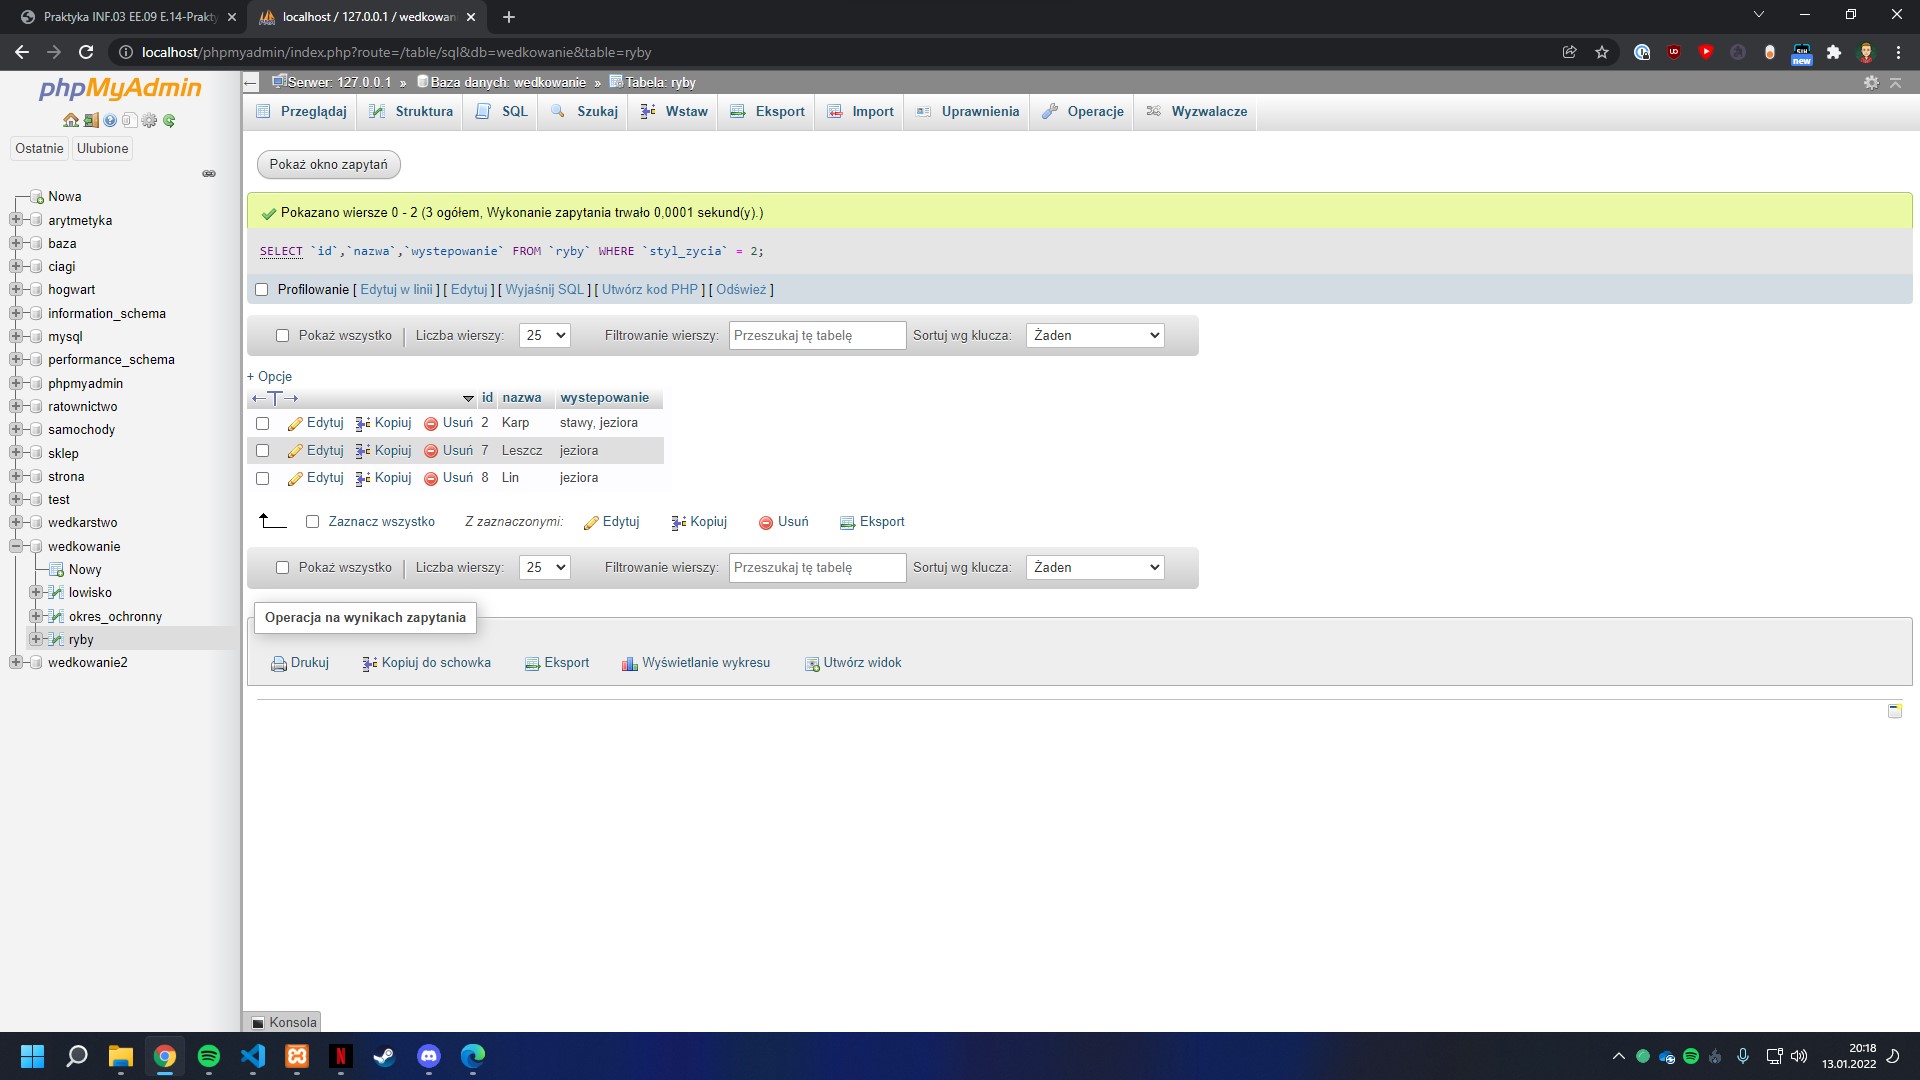 Praktyka INF.03 EE.09 E.14-Prakty
localhost / 127.0.0.1 / wedkowan
localhost/phpmyadmin/index.php?route=/table/sql&db=wedkowanie&table=ryby
new
phpMyAdmin
Ostatnie Ulubione
Nowa
arytmetyka
baza
ciagi
hogwart
information_schema
mysql
performance_schema
phpmyadmin
ratownictwo
samochody
sklep
strona
test
wedkarstwo
wedkowanie
Nowy
lowisko
okres_ochronny
ryby
wedkowanie2
Serwer: 127.0.0.1 » Baza danych: wedkowanie » Tabela: ryby
Przeglądaj Struktura SQL Szukaj Wstaw Eksport Import Uprawnienia Operacje Wyzwalacze
Pokaż okno zapytań
Pokazano wiersze 0 - 2 (3 ogółem, Wykonanie zapytania trwało 0,0001 sekund(y).)
SELECT `id`,`nazwa`,`wystepowanie` FROM `ryby` WHERE `styl_zycia` = 2;
Profilowanie [ Edytuj w linii ] [ Edytuj ] [ Wyjaśnij SQL ] [ Utwórz kod PHP ] [ Odśwież ]
Pokaż wszystko | Liczba wierszy: 25 Filtrowanie wierszy: Przeszukaj tę tabelę Sortuj wg klucza: Żaden
+ Opcje
←T→ id nazwa wystepowanie
Edytuj Kopiuj Usuń 2 Karp stawy, jeziora
Edytuj Kopiuj Usuń 7 Leszcz jeziora
Edytuj Kopiuj Usuń 8 Lin jeziora
Zaznacz wszystko Z zaznaczonymi: Edytuj Kopiuj Usuń Eksport
Pokaż wszystko | Liczba wierszy: 25 Filtrowanie wierszy: Przeszukaj tę tabelę Sortuj wg klucza: Żaden
Operacja na wynikach zapytania
Drukuj Kopiuj do schowka Eksport Wyświetlanie wykresu Utwórz widok
Konsola
20:18
13.01.2022